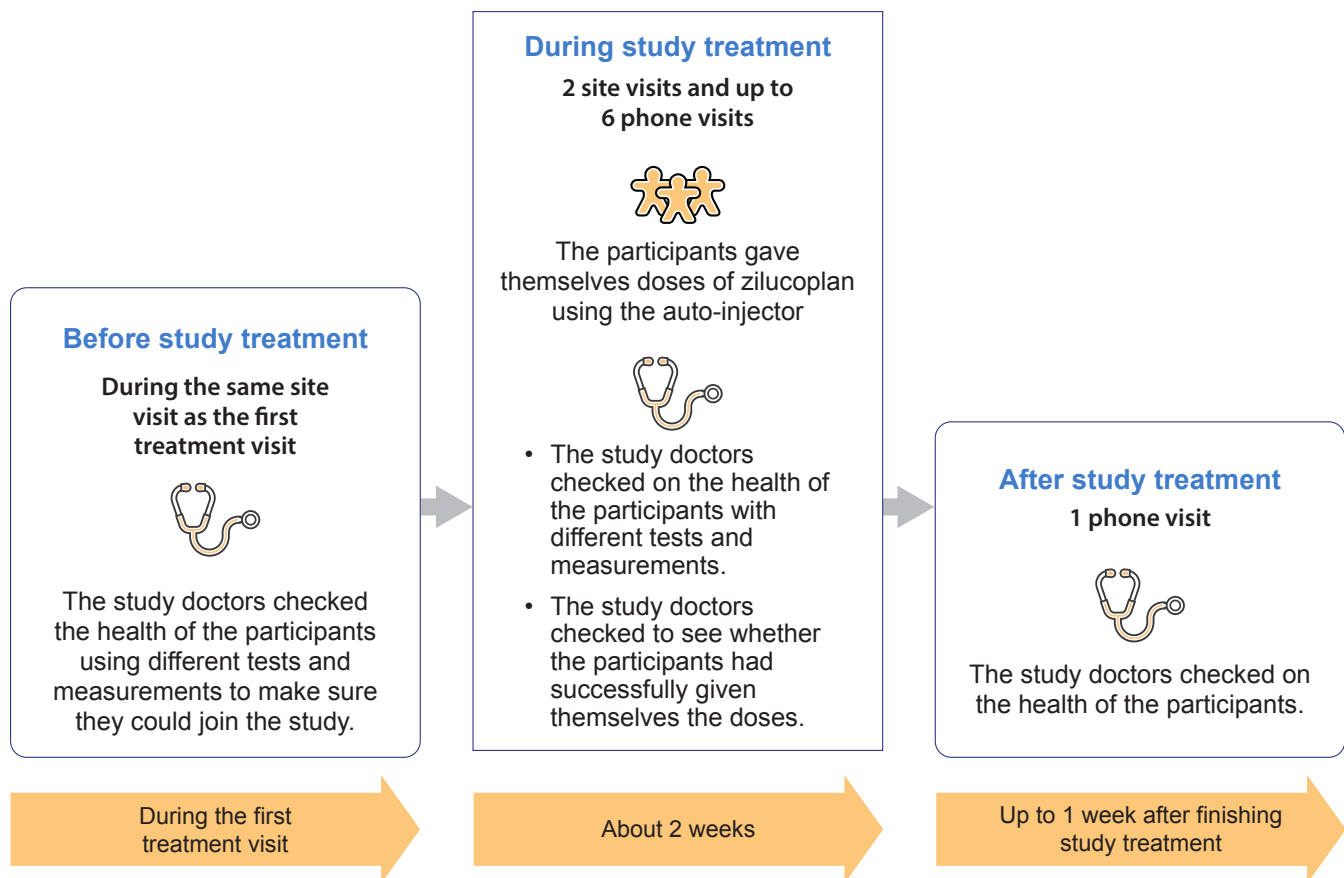 Before study treatment
During the same site
visit as the first
treatment visit
The study doctors checked
the health of the participants
using different tests and
measurements to make sure
they could join the study.
During the first
treatment visit
During study treatment
2 site visits and up to
6 phone visits
The participants gave
themselves doses of zilucoplan
using the auto-injector
• The study doctors
checked on the health of
the participants with
different tests and
measurements.
• The study doctors
checked to see whether
the participants had
successfully given
themselves the doses.
About 2 weeks
After study treatment
1 phone visit
The study doctors checked on
the health of the participants.
Up to 1 week after finishing
study treatment